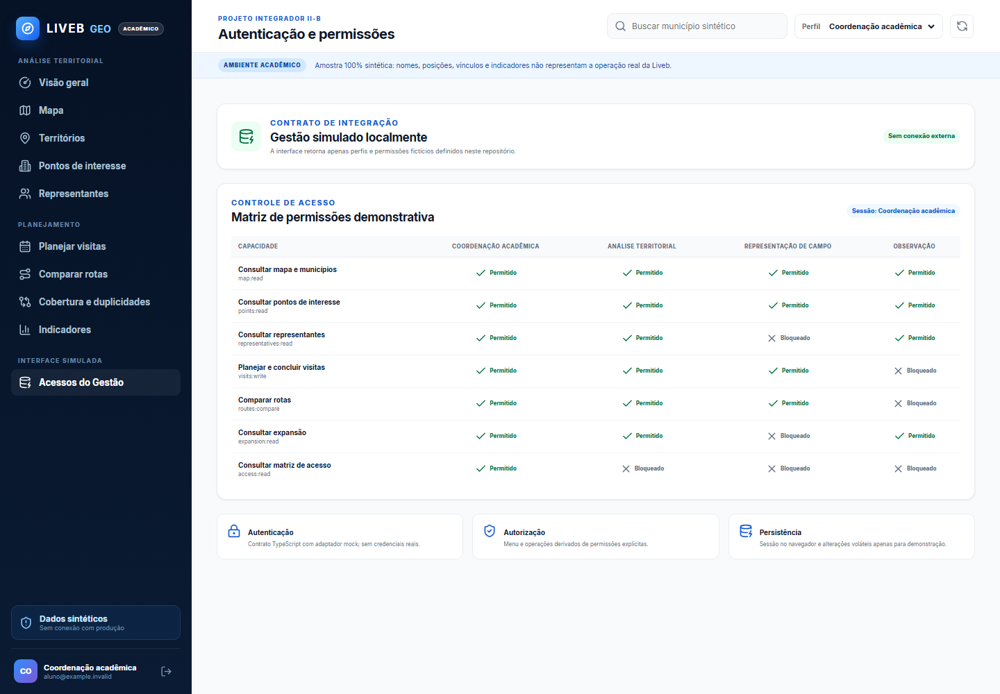 LIVEB GEO ACADÊMICO
ANÁLISE TERRITORIAL
Visão geral
Mapa
Territórios
Pontos de interesse
Representantes
PLANEJAMENTO
Planejar visitas
Comparar rotas
Cobertura e duplicidades
Indicadores
INTERFACE SIMULADA
Acessos do Gestão
Dados sintéticos
Sem conexão com produção
CO
Coordenação acadêmica
aluno@example.invalid
PROJETO INTEGRADOR II-B
Autenticação e permissões
Buscar município sintético
Perfil Coordenação acadêmica
AMBIENTE ACADÊMICO Amostra 100% sintética: nomes, posições, vínculos e indicadores não representam a operação real da Liveb.
CONTRATO DE INTEGRAÇÃO
Gestão simulado localmente
A interface retorna apenas perfis e permissões fictícios definidos neste repositório.
Sem conexão externa
CONTROLE DE ACESSO
Matriz de permissões demonstrativa
Sessão: Coordenação acadêmica
CAPACIDADE COORDENAÇÃO ACADÊMICA ANÁLISE TERRITORIAL REPRESENTAÇÃO DE CAMPO OBSERVAÇÃO
Consultar mapa e municípios
map:read
Permitido Permitido Permitido Permitido
Consultar pontos de interesse
points:read
Permitido Permitido Permitido Permitido
Consultar representantes
representatives:read
Permitido Permitido Bloqueado Permitido
Planejar e concluir visitas
visits:write
Permitido Permitido Permitido Bloqueado
Comparar rotas
routes:compare
Permitido Permitido Permitido Bloqueado
Consultar expansão
expansion:read
Permitido Permitido Bloqueado Permitido
Consultar matriz de acesso
access:read
Permitido Bloqueado Bloqueado Bloqueado
Autenticação
Contrato TypeScript com adaptador mock; sem credenciais reais.
Autorização
Menu e operações derivados de permissões explícitas.
Persistência
Sessão no navegador e alterações voláteis apenas para demonstração.